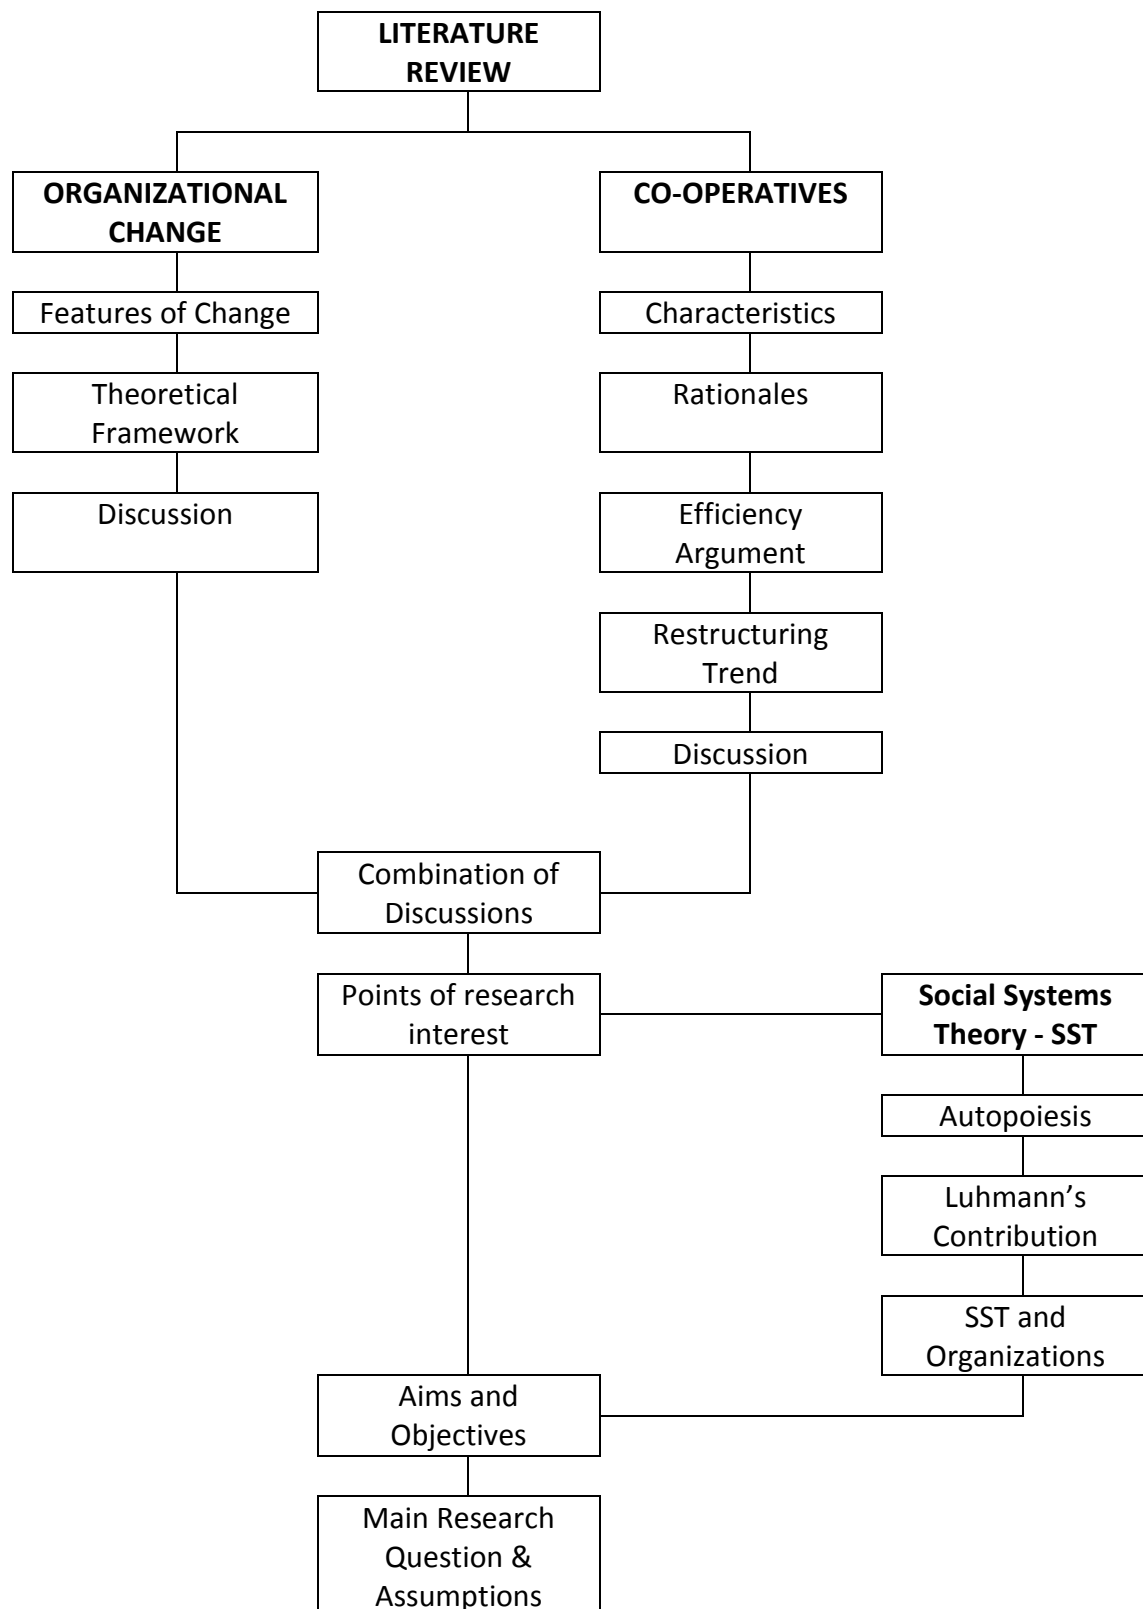 LITERATURE
REVIEW
ORGANIZATIONAL
CHANGE
Features of Change
Theoretical
Framework
Discussion
CO-OPERATIVES
Characteristics
Rationales
Efficiency
Argument
Restructuring
Trend
Discussion
Combination of
Discussions
Points of research
interest
Social Systems
Theory - SST
Autopoiesis
Luhmann’s
Contribution
SST and
Organizations
Aims and
Objectives
Main Research
Question &
Assumptions